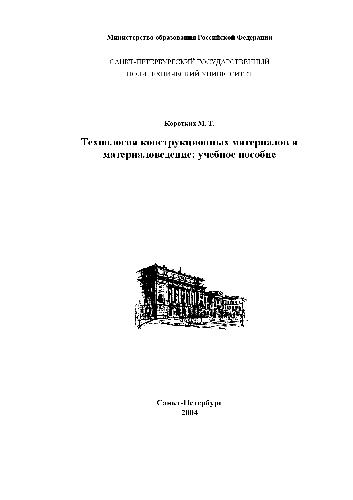 Министерство образования Российской Федерации
САНКТ-ПЕТЕРБУРГСКИЙ ГОСУДАРСТВЕННЫЙ
ПОЛИТЕХНИЧЕСКИЙ УНИВЕРСИТЕТ
Коротких М. Т.
Технология конструкционных материалов и
материаловедение: учебное пособие
Санкт-Петербург
2004